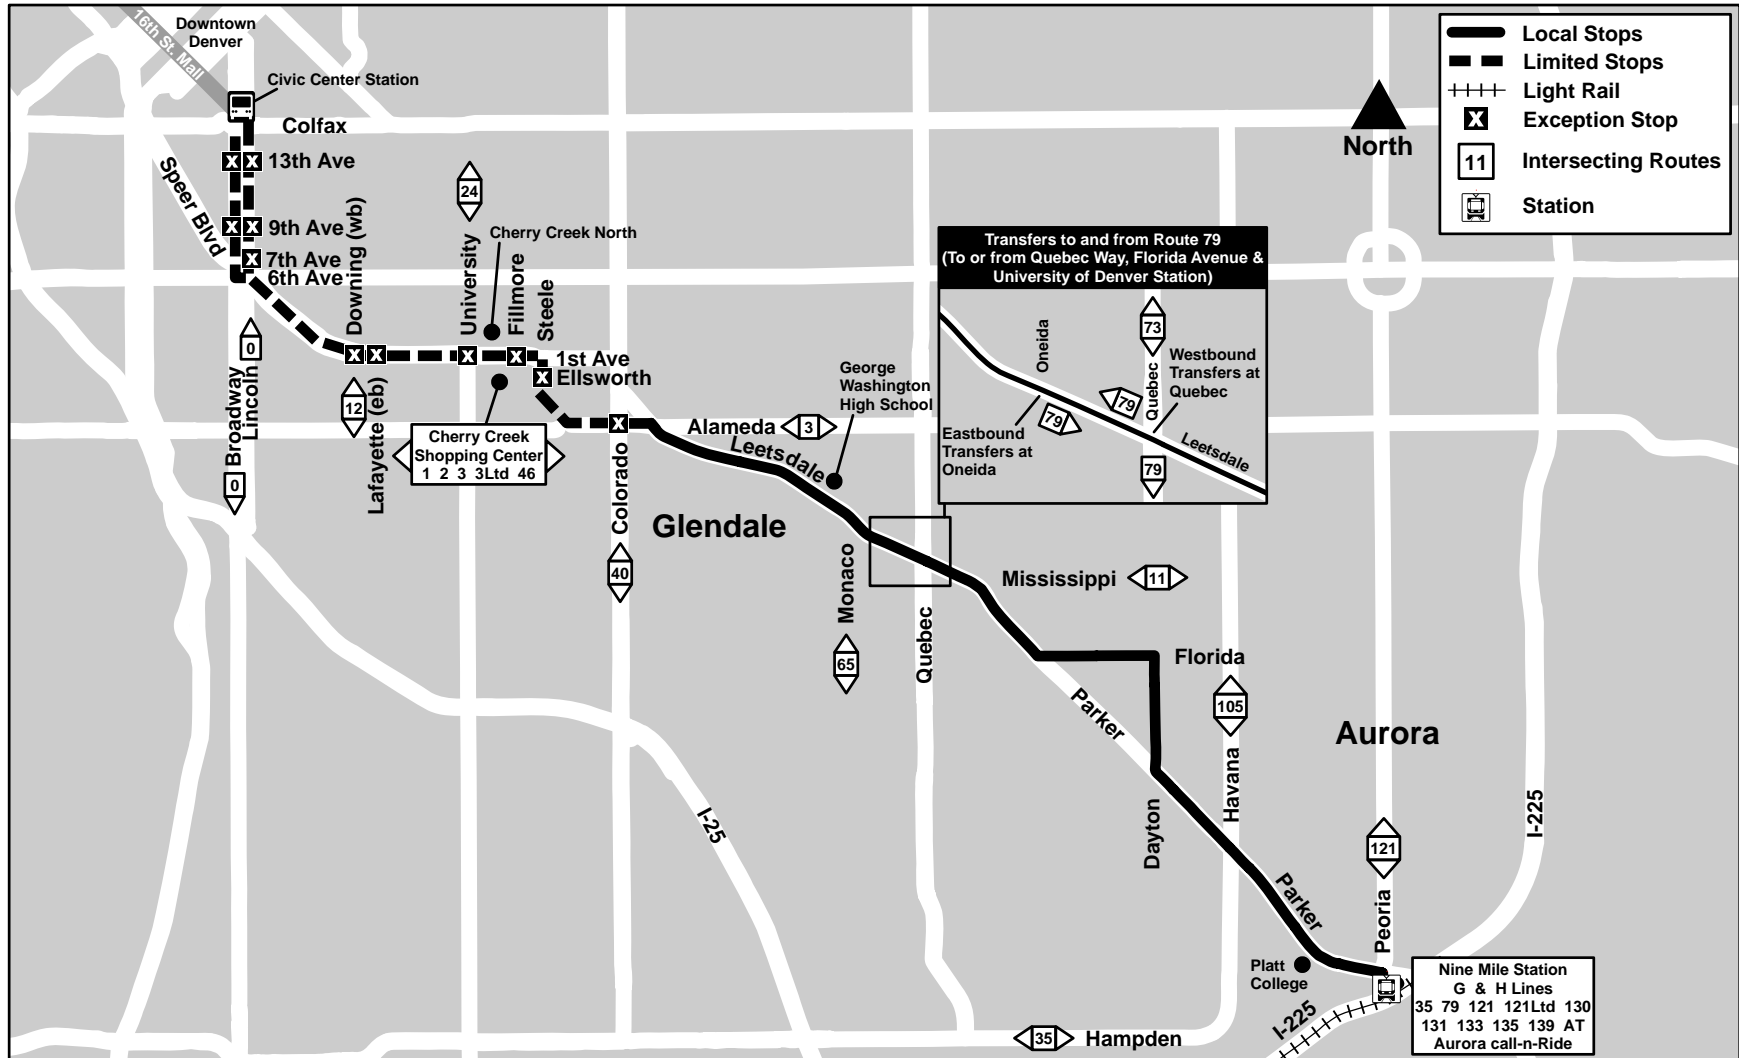 Downtown
Denver
16th St. Mall
Civic Center Station
Colfax
X X 13th Ave
Speer Blvd
X X 9th Ave
X 7th Ave
6th Ave
Downing (wb)
24
University
Cherry Creek North
Fillmore
Steele
X X X X 1st Ave
X Ellsworth
0
Broadway
Lincoln
0
12
Lafayette (eb)
Cherry Creek
Shopping Center
1 2 3 3Ltd 46
X
Colorado
40
Alameda 3
Leetsdale
George
Washington
High School
Glendale
Monaco
65
Quebec
Mississippi 11
Florida
Parker
105
Havana
Dayton
Aurora
I-25
I-225
121
Peoria
Parker
Platt
College
I-225
35 Hampden
Nine Mile Station
G & H Lines
35 79 121 121Ltd 130
131 133 135 139 AT
Aurora call-n-Ride
Transfers to and from Route 79
(To or from Quebec Way, Florida Avenue &
University of Denver Station)
Oneida
73
Quebec
Westbound
Transfers at
Quebec
79
79
Eastbound
Transfers at
Oneida
79
Leetsdale
North
Local Stops
Limited Stops
Light Rail
X Exception Stop
11 Intersecting Routes
Station